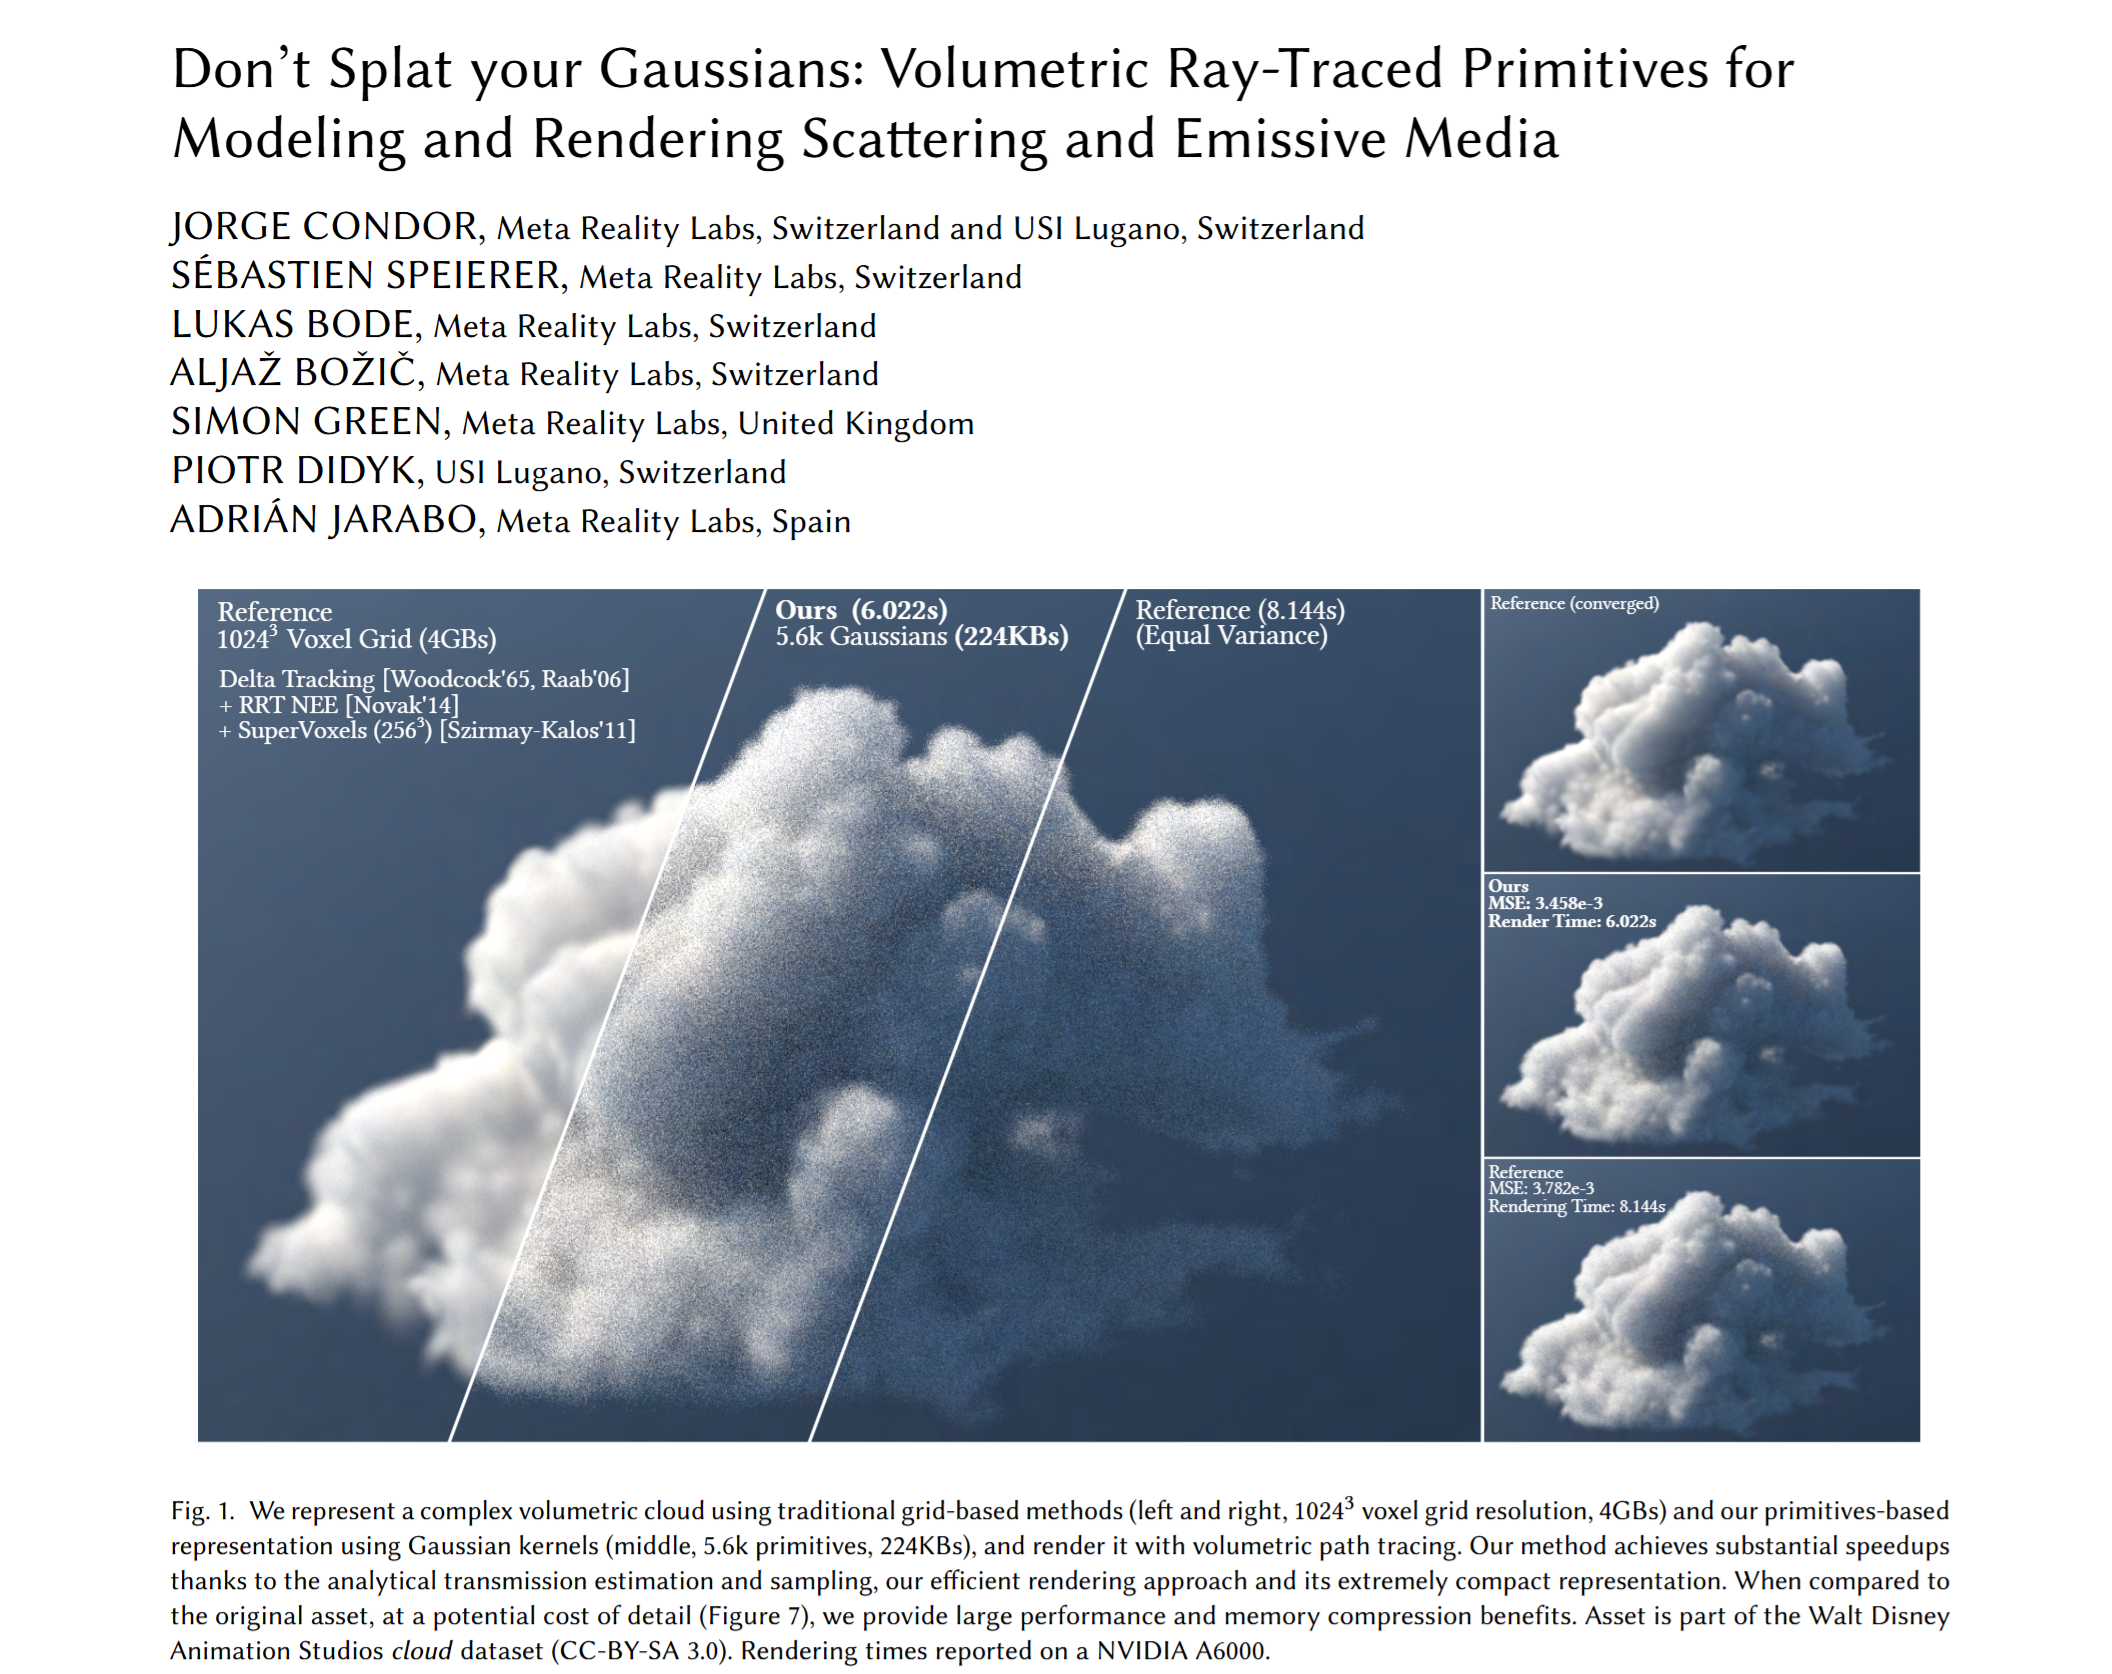 Don't Splat your Gaussians: Volumetric Ray-Traced Primitives for
Modeling and Rendering Scattering and Emissive Media
JORGE CONDOR, Meta Reality Labs, Switzerland and USI Lugano, Switzerland
SÉBASTIEN SPEIERER, Meta Reality Labs, Switzerland
LUKAS BODE, Meta Reality Labs, Switzerland
ALJAŽ BOŽIČ, Meta Reality Labs, Switzerland
SIMON GREEN, Meta Reality Labs, United Kingdom
PIOTR DIDYK, USI Lugano, Switzerland
ADRIÁN JARABO, Meta Reality Labs, Spain
Reference
1024³ Voxel Grid (4GBs)
Delta Tracking [Woodcock'65, Raab'06]
+ RRT NEE [Novak'14]
+ SuperVoxels (256³) [Szirmay-Kalos'11]
Ours (6.022s)
5.6k Gaussians (224KBs)
Reference (8.144s)
(Equal Variance)
Reference (converged)
Ours
MSE: 3.458e-3
Render Time: 6.022s
Reference
MSE: 3.782e-3
Rendering Time: 8.144s
Fig. 1. We represent a complex volumetric cloud using traditional grid-based methods (left and right, 1024³ voxel grid resolution, 4GBs) and our primitives-based
representation using Gaussian kernels (middle, 5.6k primitives, 224KBs), and render it with volumetric path tracing. Our method achieves substantial speedups
thanks to the analytical transmission estimation and sampling, our efficient rendering approach and its extremely compact representation. When compared to
the original asset, at a potential cost of detail (Figure 7), we provide large performance and memory compression benefits. Asset is part of the Walt Disney
Animation Studios cloud dataset (CC-BY-SA 3.0). Rendering times reported on a NVIDIA A6000.